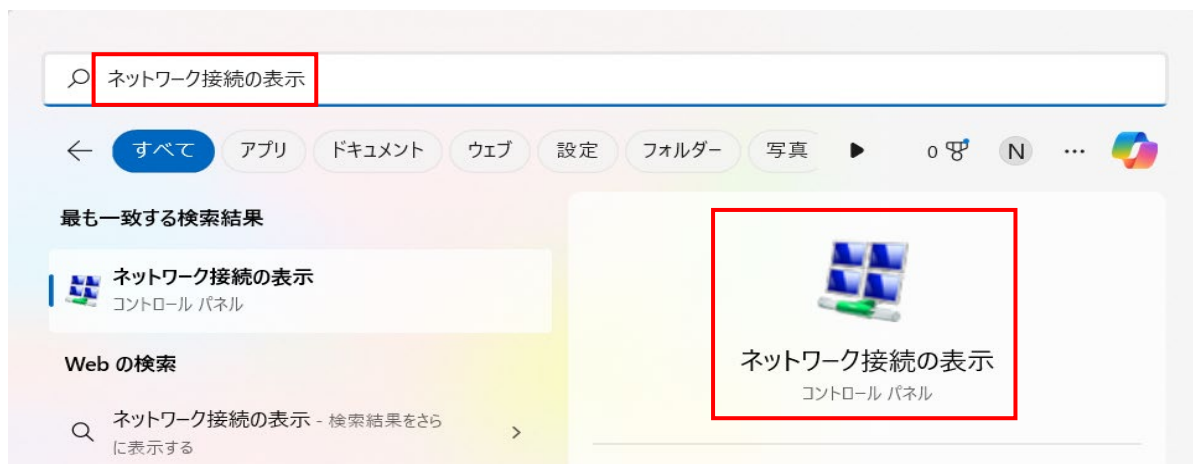 ネットワーク接続の表示
すべて アプリ ドキュメント ウェブ 設定 フォルダー 写真 0 N ...
最も一致する検索結果
ネットワーク接続の表示
コントロール パネル
Web の検索
ネットワーク接続の表示 - 検索結果をさら
に表示する
ネットワーク接続の表示
コントロール パネル